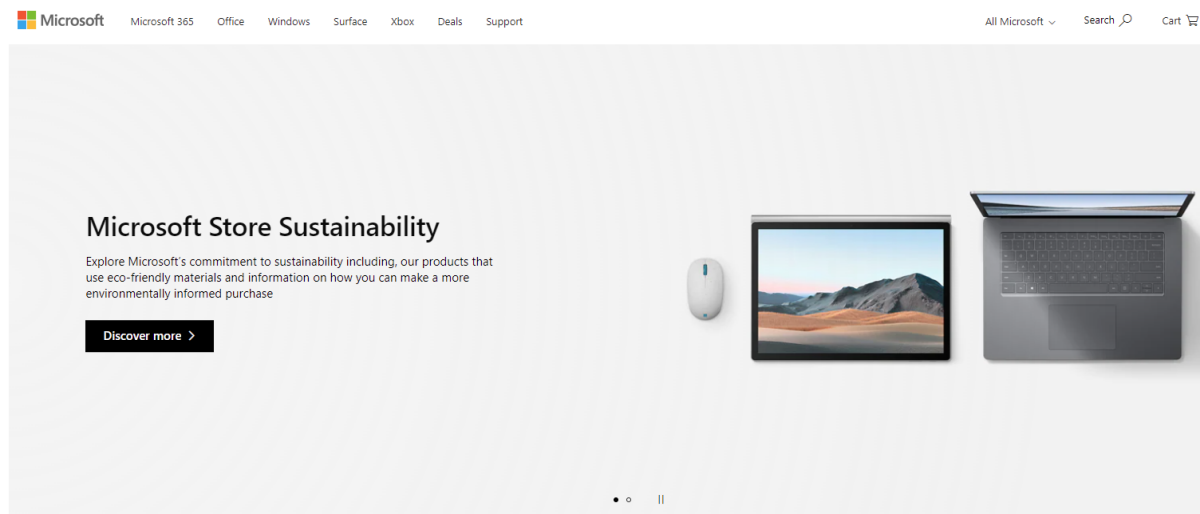 Microsoft Microsoft 365 Office Windows Surface Xbox Deals Support All Microsoft Search Cart
Microsoft Store Sustainability
Explore Microsoft's commitment to sustainability including, our products that
use eco-friendly materials and information on how you can make a more
environmentally informed purchase
Discover more